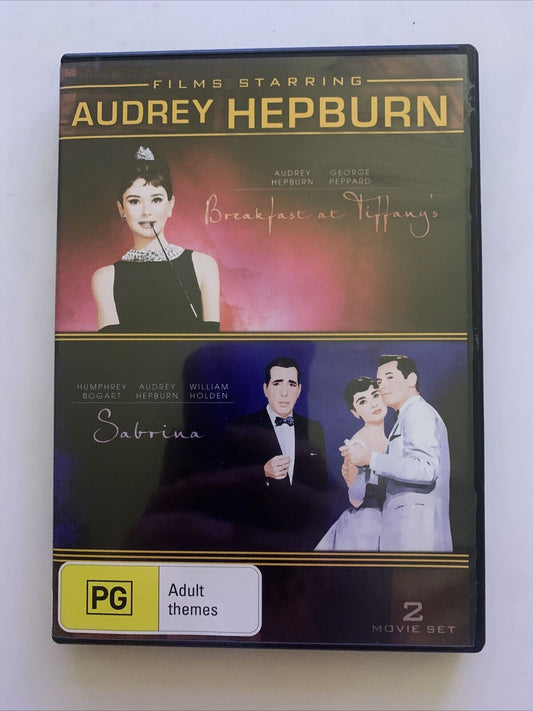 FILMS STARRING
AUDREY HEPBURN
AUDREY HEPBURN
GEORGE PEPPARD
Breakfast at Tiffany's
HUMPHREY BOGART
AUDREY HEPBURN
WILLIAM HOLDEN
Sabrina
PG
Adult
themes
2
MOVIE SET